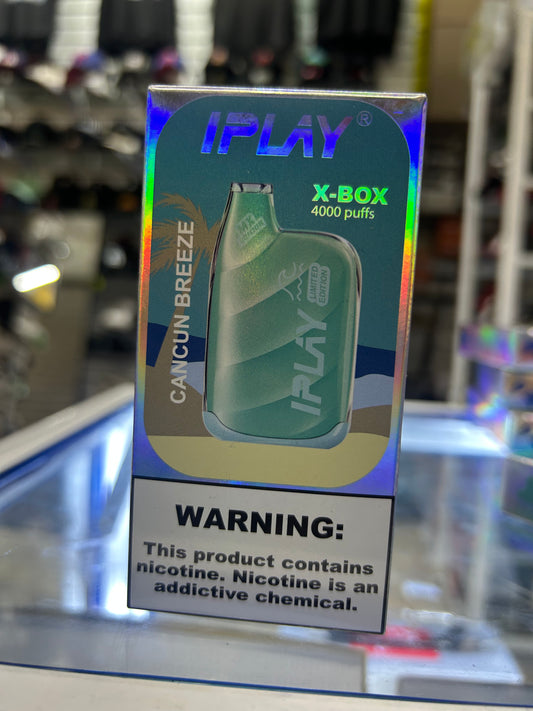 IPLAY®
X-BOX
4000 puffs
CANCUN BREEZE
IPLAY
LIMITED
EDITION
WARNING:
This product contains
nicotine. Nicotine is an
addictive chemical.